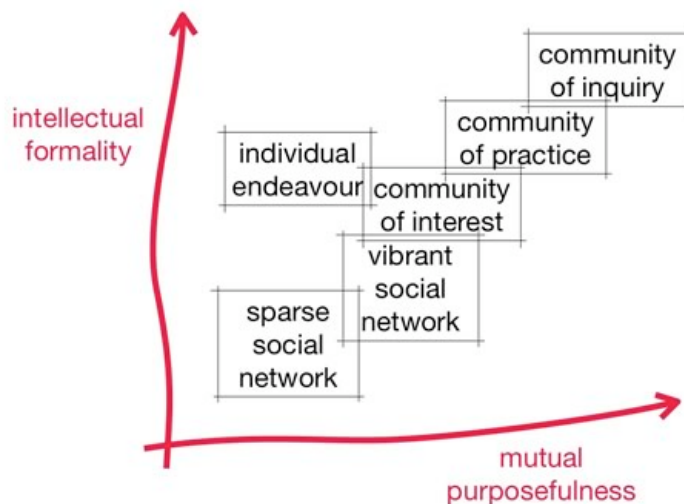 community
of inquiry
intellectual
formality
community
of practice
individual
endeavour
community
of interest
vibrant
social
network
sparse
social
network
mutual
purposefulness